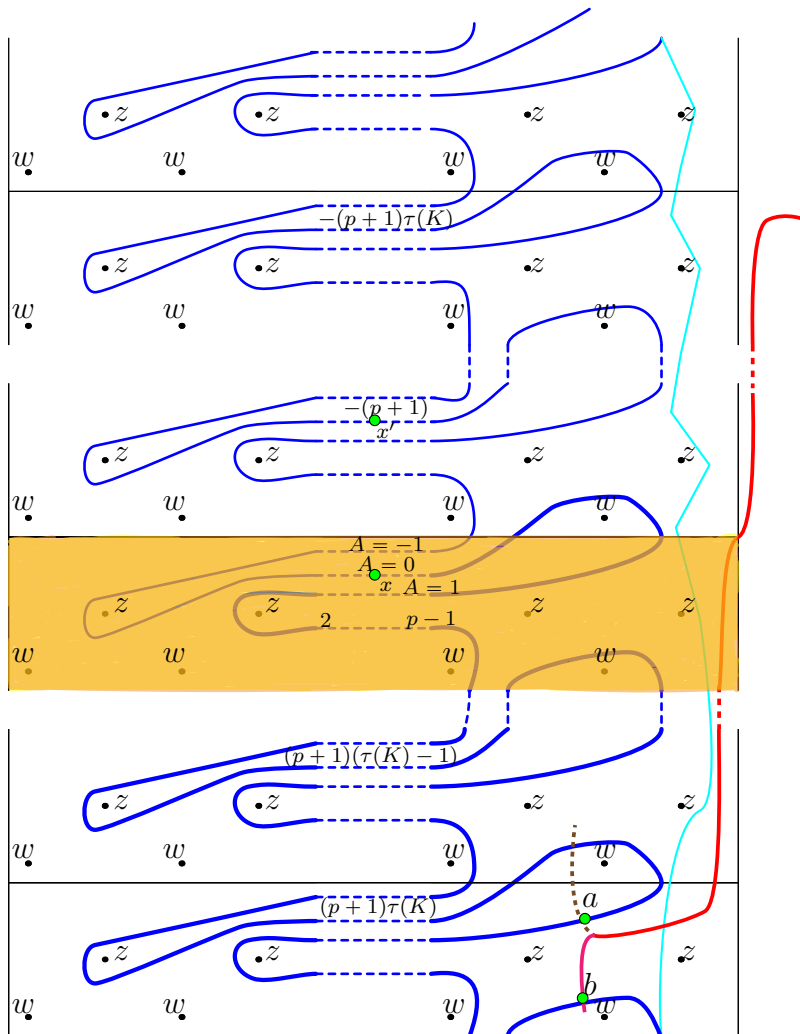 z z z z
w w w w
-(p + 1)τ(K)
z z z z
w w w w
-(p + 1)
x'
z z z z
w w w w
A = -1
A = 0
x A = 1
z z z z
2 p - 1
w w w w
(p + 1)(τ(K) - 1)
z z z z
w w w w
a
(p + 1)τ(K)
z z z z
b
w w w w